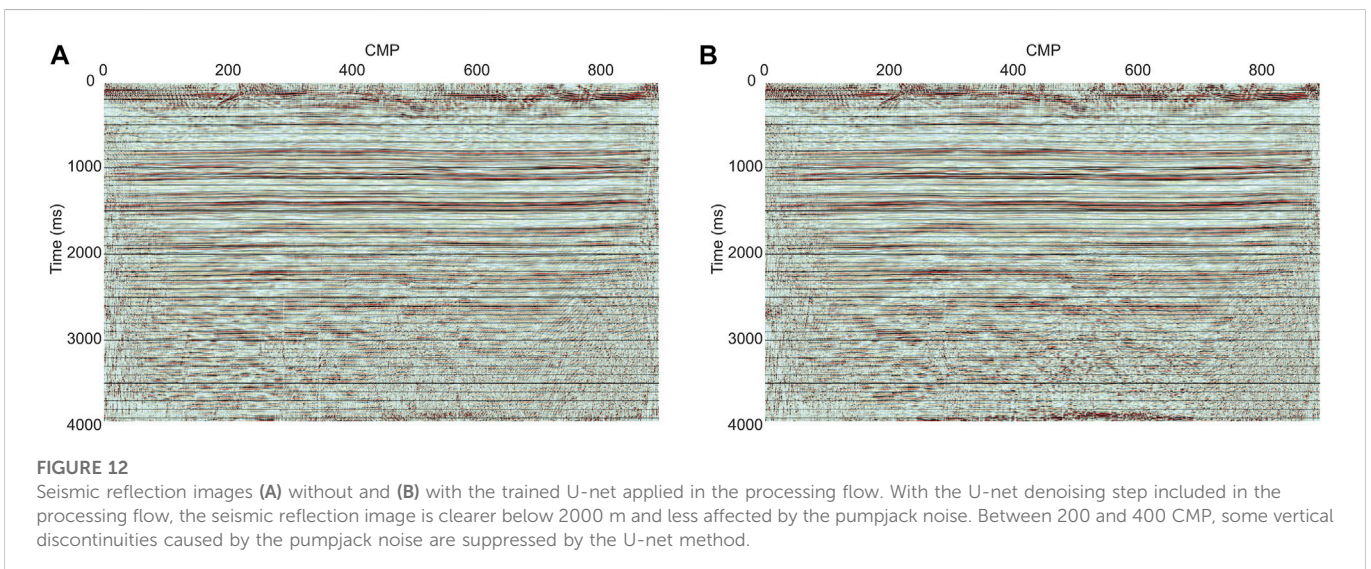 A
CMP
0 200 400 600 800
0
1000
2000
3000
4000
Time (ms)
B
CMP
0 200 400 600 800
0
1000
2000
3000
4000
Time (ms)
FIGURE 12
Seismic reflection images (A) without and (B) with the trained U-net applied in the processing flow. With the U-net denoising step included in the
processing flow, the seismic reflection image is clearer below 2000 m and less affected by the pumpjack noise. Between 200 and 400 CMP, some vertical
discontinuities caused by the pumpjack noise are suppressed by the U-net method.